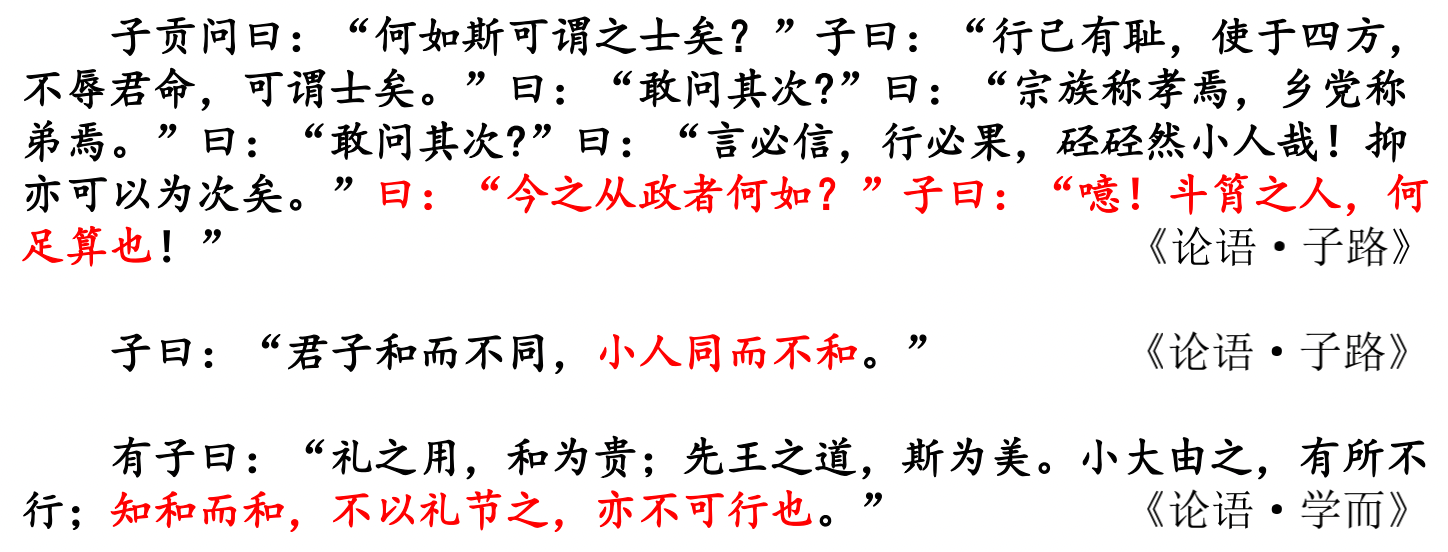 子贡问曰：“何如斯可谓之士矣？”子曰：“行己有耻，使于四方，
不辱君命，可谓士矣。”曰：“敢问其次?”曰：“宗族称孝焉，乡党称
弟焉。”曰：“敢问其次?”曰：“言必信，行必果，硁硁然小人哉！抑
亦可以为次矣。”曰：“今之从政者何如？”子曰：“噫！斗筲之人，何
足算也！” 《论语·子路》
子曰：“君子和而不同，小人同而不和。” 《论语·子路》
有子曰：“礼之用，和为贵；先王之道，斯为美。小大由之，有所不
行；知和而和，不以礼节之，亦不可行也。” 《论语·学而》